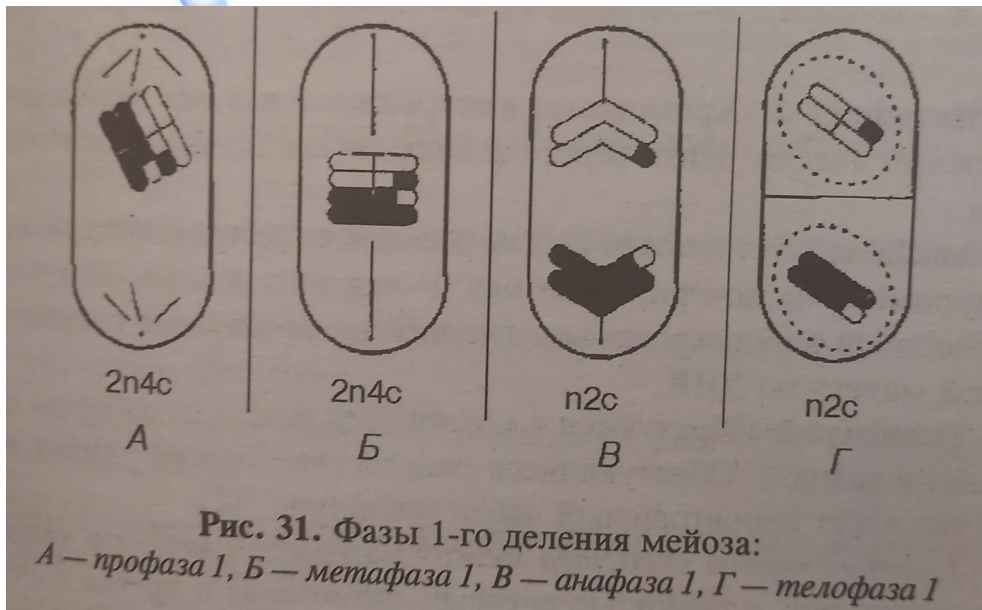 2n4c 2n4c n2c n2c
А Б В Г
Рис. 31. Фазы 1-го деления мейоза:
А — профаза 1, Б — метафаза 1, В — анафаза 1, Г — телофаза 1